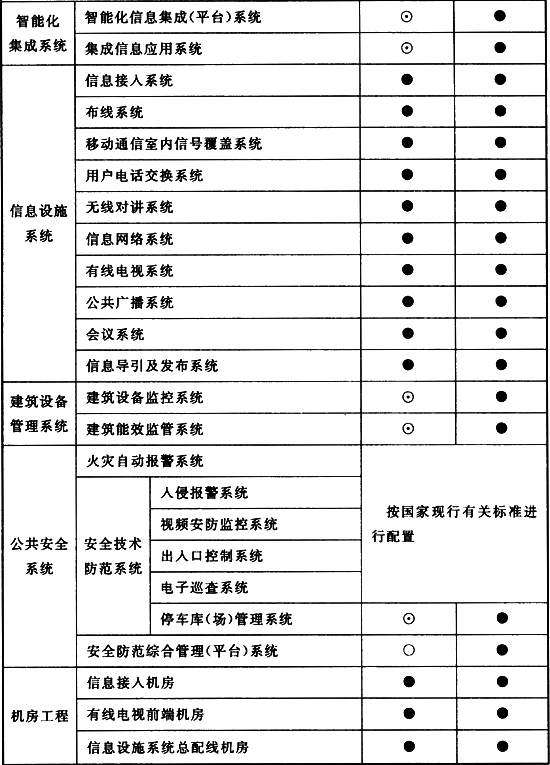 智能化
集成系统
智能化信息集成(平台)系统 ⊙ ●
集成信息应用系统 ⊙ ●
信息设施
系统
信息接入系统 ● ●
布线系统 ● ●
移动通信室内信号覆盖系统 ● ●
用户电话交换系统 ● ●
无线对讲系统 ● ●
信息网络系统 ● ●
有线电视系统 ● ●
公共广播系统 ● ●
会议系统 ● ●
信息导引及发布系统 ● ●
建筑设备
管理系统
建筑设备监控系统 ⊙ ●
建筑能效监管系统 ⊙ ●
公共安全
系统
火灾自动报警系统
安全技术
防范系统
入侵报警系统
视频安防监控系统
出入口控制系统
电子巡查系统
按国家现行有关标准进
行配置
停车库(场)管理系统 ⊙ ●
安全防范综合管理(平台)系统 ○ ●
机房工程
信息接入机房 ● ●
有线电视前端机房 ● ●
信息设施系统总配线机房 ● ●